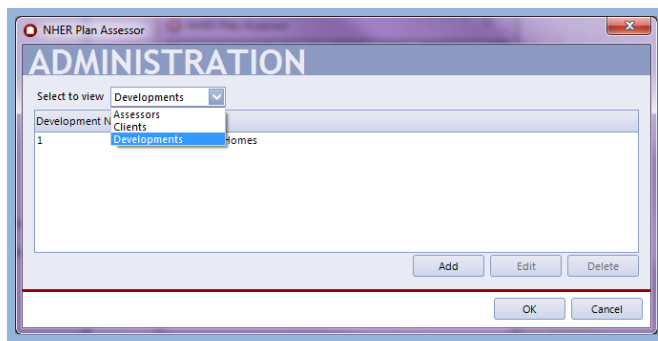 NHER Plan Assessor
ADMINISTRATION
Select to view Developments
Development N
Assessors
Clients
Developments
1 Homes
Add Edit Delete
OK Cancel